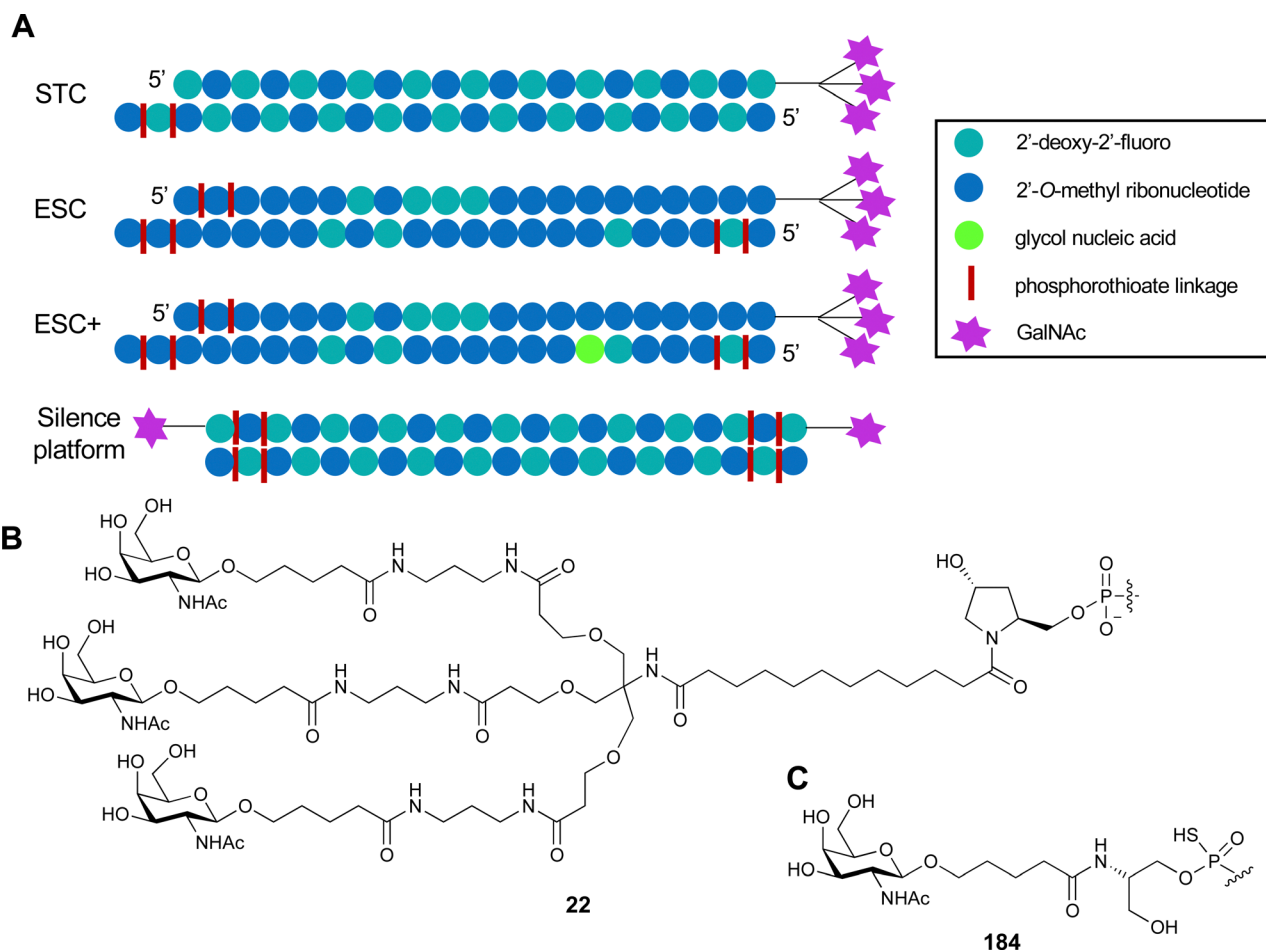 A
STC
5'
5'
ESC
5'
5'
ESC+
5'
5'
Silence
platform
2'-deoxy-2'-fluoro
2'-O-methyl ribonucleotide
glycol nucleic acid
phosphorothioate linkage
GalNAc
B
HO
OH
HO
O
O
NHAc
O
H
N
H
N
O
O
HO
OH
HO
O
O
NHAc
O
H
N
H
N
O
O
H
N
O
HO
OH
HO
O
O
NHAc
O
H
N
H
N
O
O
HO
N
O
O
O
P
O
−
22
C
HO
OH
HO
O
O
NHAc
O
H
N
OH
O
HS
P
O
184